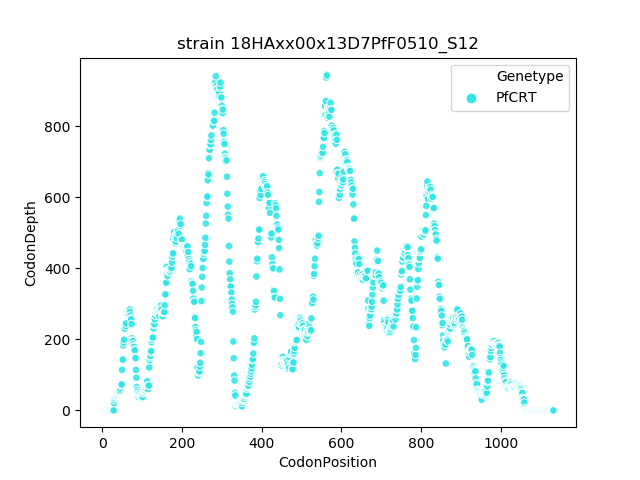 strain 18HAxx00x13D7PfF0510_S12
Genetype
PfCRT
CodonDepth
800
600
400
200
0
0 200 400 600 800 1000
CodonPosition